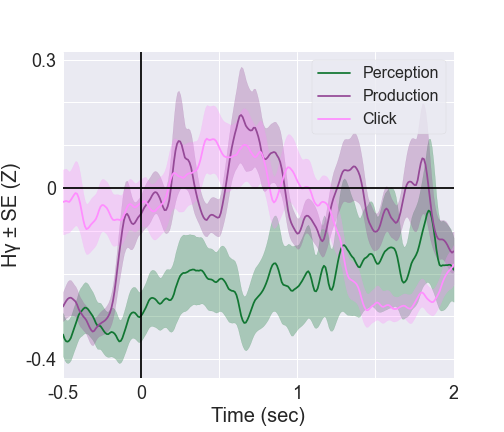 0.3
0
-0.4
Hγ ± SE (Z)
Perception
Production
Click
-0.5
0
1
2
Time (sec)